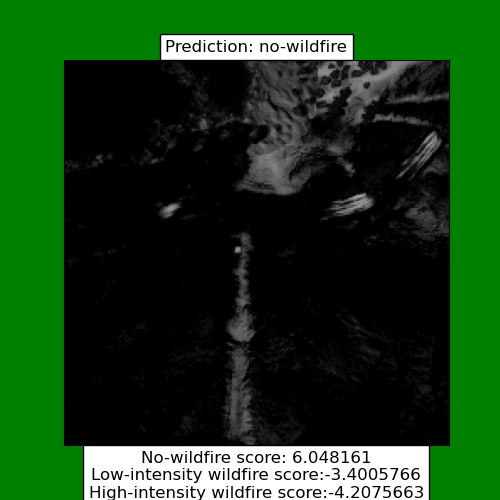 Prediction: no-wildfire
No-wildfire score: 6.048161
Low-intensity wildfire score:-3.4005766
High-intensity wildfire score:-4.2075663